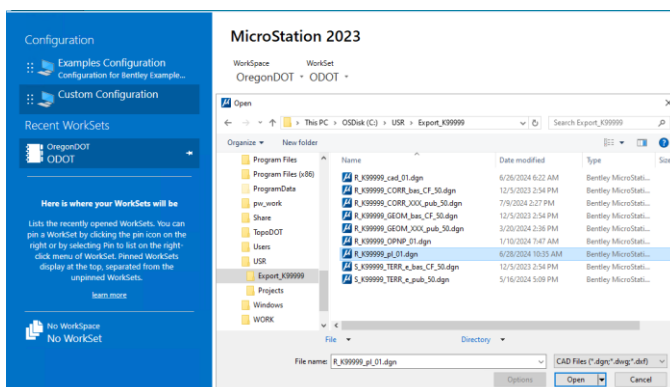 Configuration
Examples Configuration
Configuration for Bentley Example...
Custom Configuration
Recent WorkSets
OregonDOT
ODOT
Here is where your WorkSets will be
Lists the recently opened WorkSets. You can
pin a WorkSet by clicking the pin icon on the
right or by selecting Pin to list on the right-
click menu of WorkSet. Pinned WorkSets
display at the top, separated from the
unpinned WorkSets.
learn more
No WorkSpace
No WorkSet
MicroStation 2023
WorkSpace WorkSet
OregonDOT ODOT
Open
This PC > OSDisk (C:) > USR > Export_K99999
Search Export_K99999
Organize New folder
Program Files
Program Files (x86)
ProgramData
pw_work
Share
TopoDOT
Users
USR
Export_K99999
Projects
Windows
WORK
Name Date modified Type Size
R_K99999_cad_01.dgn 6/26/2024 6:22 AM Bentley MicroStati...
R_K99999_CORR_bas_CF_50.dgn 12/5/2023 2:54 PM Bentley MicroStati...
R_K99999_CORR_XXX_pub_50.dgn 7/9/2024 2:27 PM Bentley MicroStati...
R_K99999_GEOM_bas_CF_50.dgn 12/5/2023 2:54 PM Bentley MicroStati...
R_K99999_GEOM_XXX_pub_50.dgn 3/20/2024 2:36 PM Bentley MicroStati...
R_K99999_OPNP_01.dgn 1/10/2024 7:47 AM Bentley MicroStati...
R_K99999_pl_01.dgn 6/28/2024 10:35 AM Bentley MicroStati...
S_K99999_TERR_e_bas_CF_50.dgn 12/5/2023 2:54 PM Bentley MicroStati...
S_K99999_TERR_e_pub_50.dgn 5/16/2024 5:09 PM Bentley MicroStati...
File Directory
File name: R_K99999_pl_01.dgn CAD Files (*.dgn;*.dwg;*.dxf)
Options Open Cancel